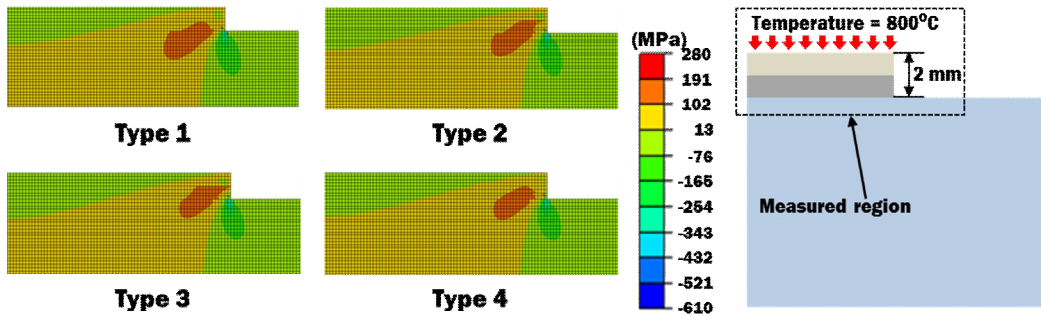 Type 1
Type 2
Type 3
Type 4
(MPa)
280
191
102
13
-76
-165
-254
-343
-432
-521
-610
Temperature = 800°C
2 mm
Measured region